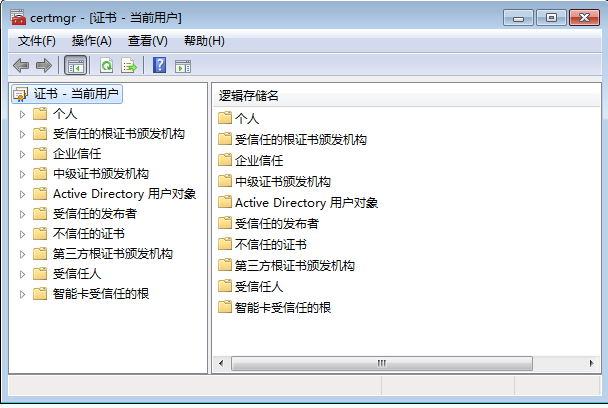 certmgr - [证书 - 当前用户]
文件(F) 操作(A) 查看(V) 帮助(H)
证书 - 当前用户
个人
受信任的根证书颁发机构
企业信任
中级证书颁发机构
Active Directory 用户对象
受信任的发布者
不信任的证书
第三方根证书颁发机构
受信任人
智能卡受信任的根
逻辑存储名
个人
受信任的根证书颁发机构
企业信任
中级证书颁发机构
Active Directory 用户对象
受信任的发布者
不信任的证书
第三方根证书颁发机构
受信任人
智能卡受信任的根